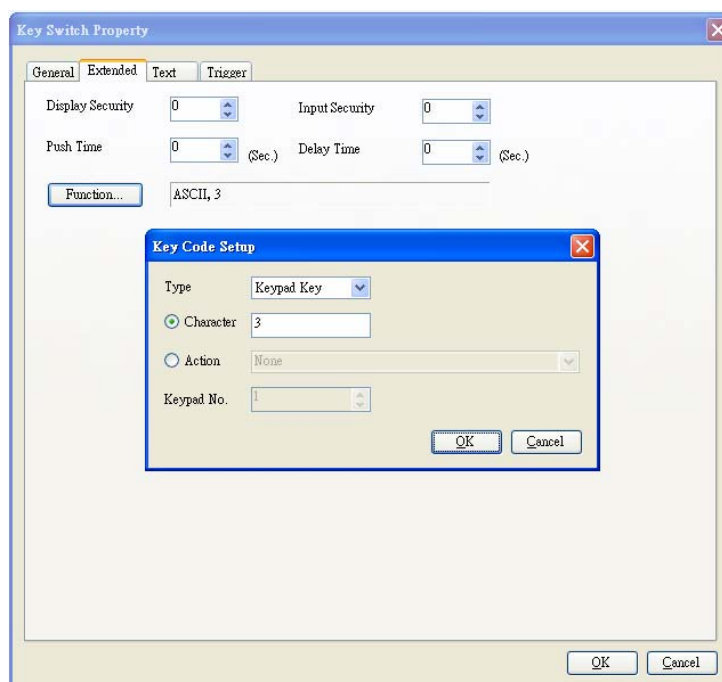 Key Switch Property
General Extended Text Trigger
Display Security 0 Input Security 0
Push Time 0 (Sec.) Delay Time 0 (Sec.)
Function... ASCII, 3
Key Code Setup
Type Keypad Key
Character 3
Action None
Keypad No. 1
OK Cancel
OK Cancel